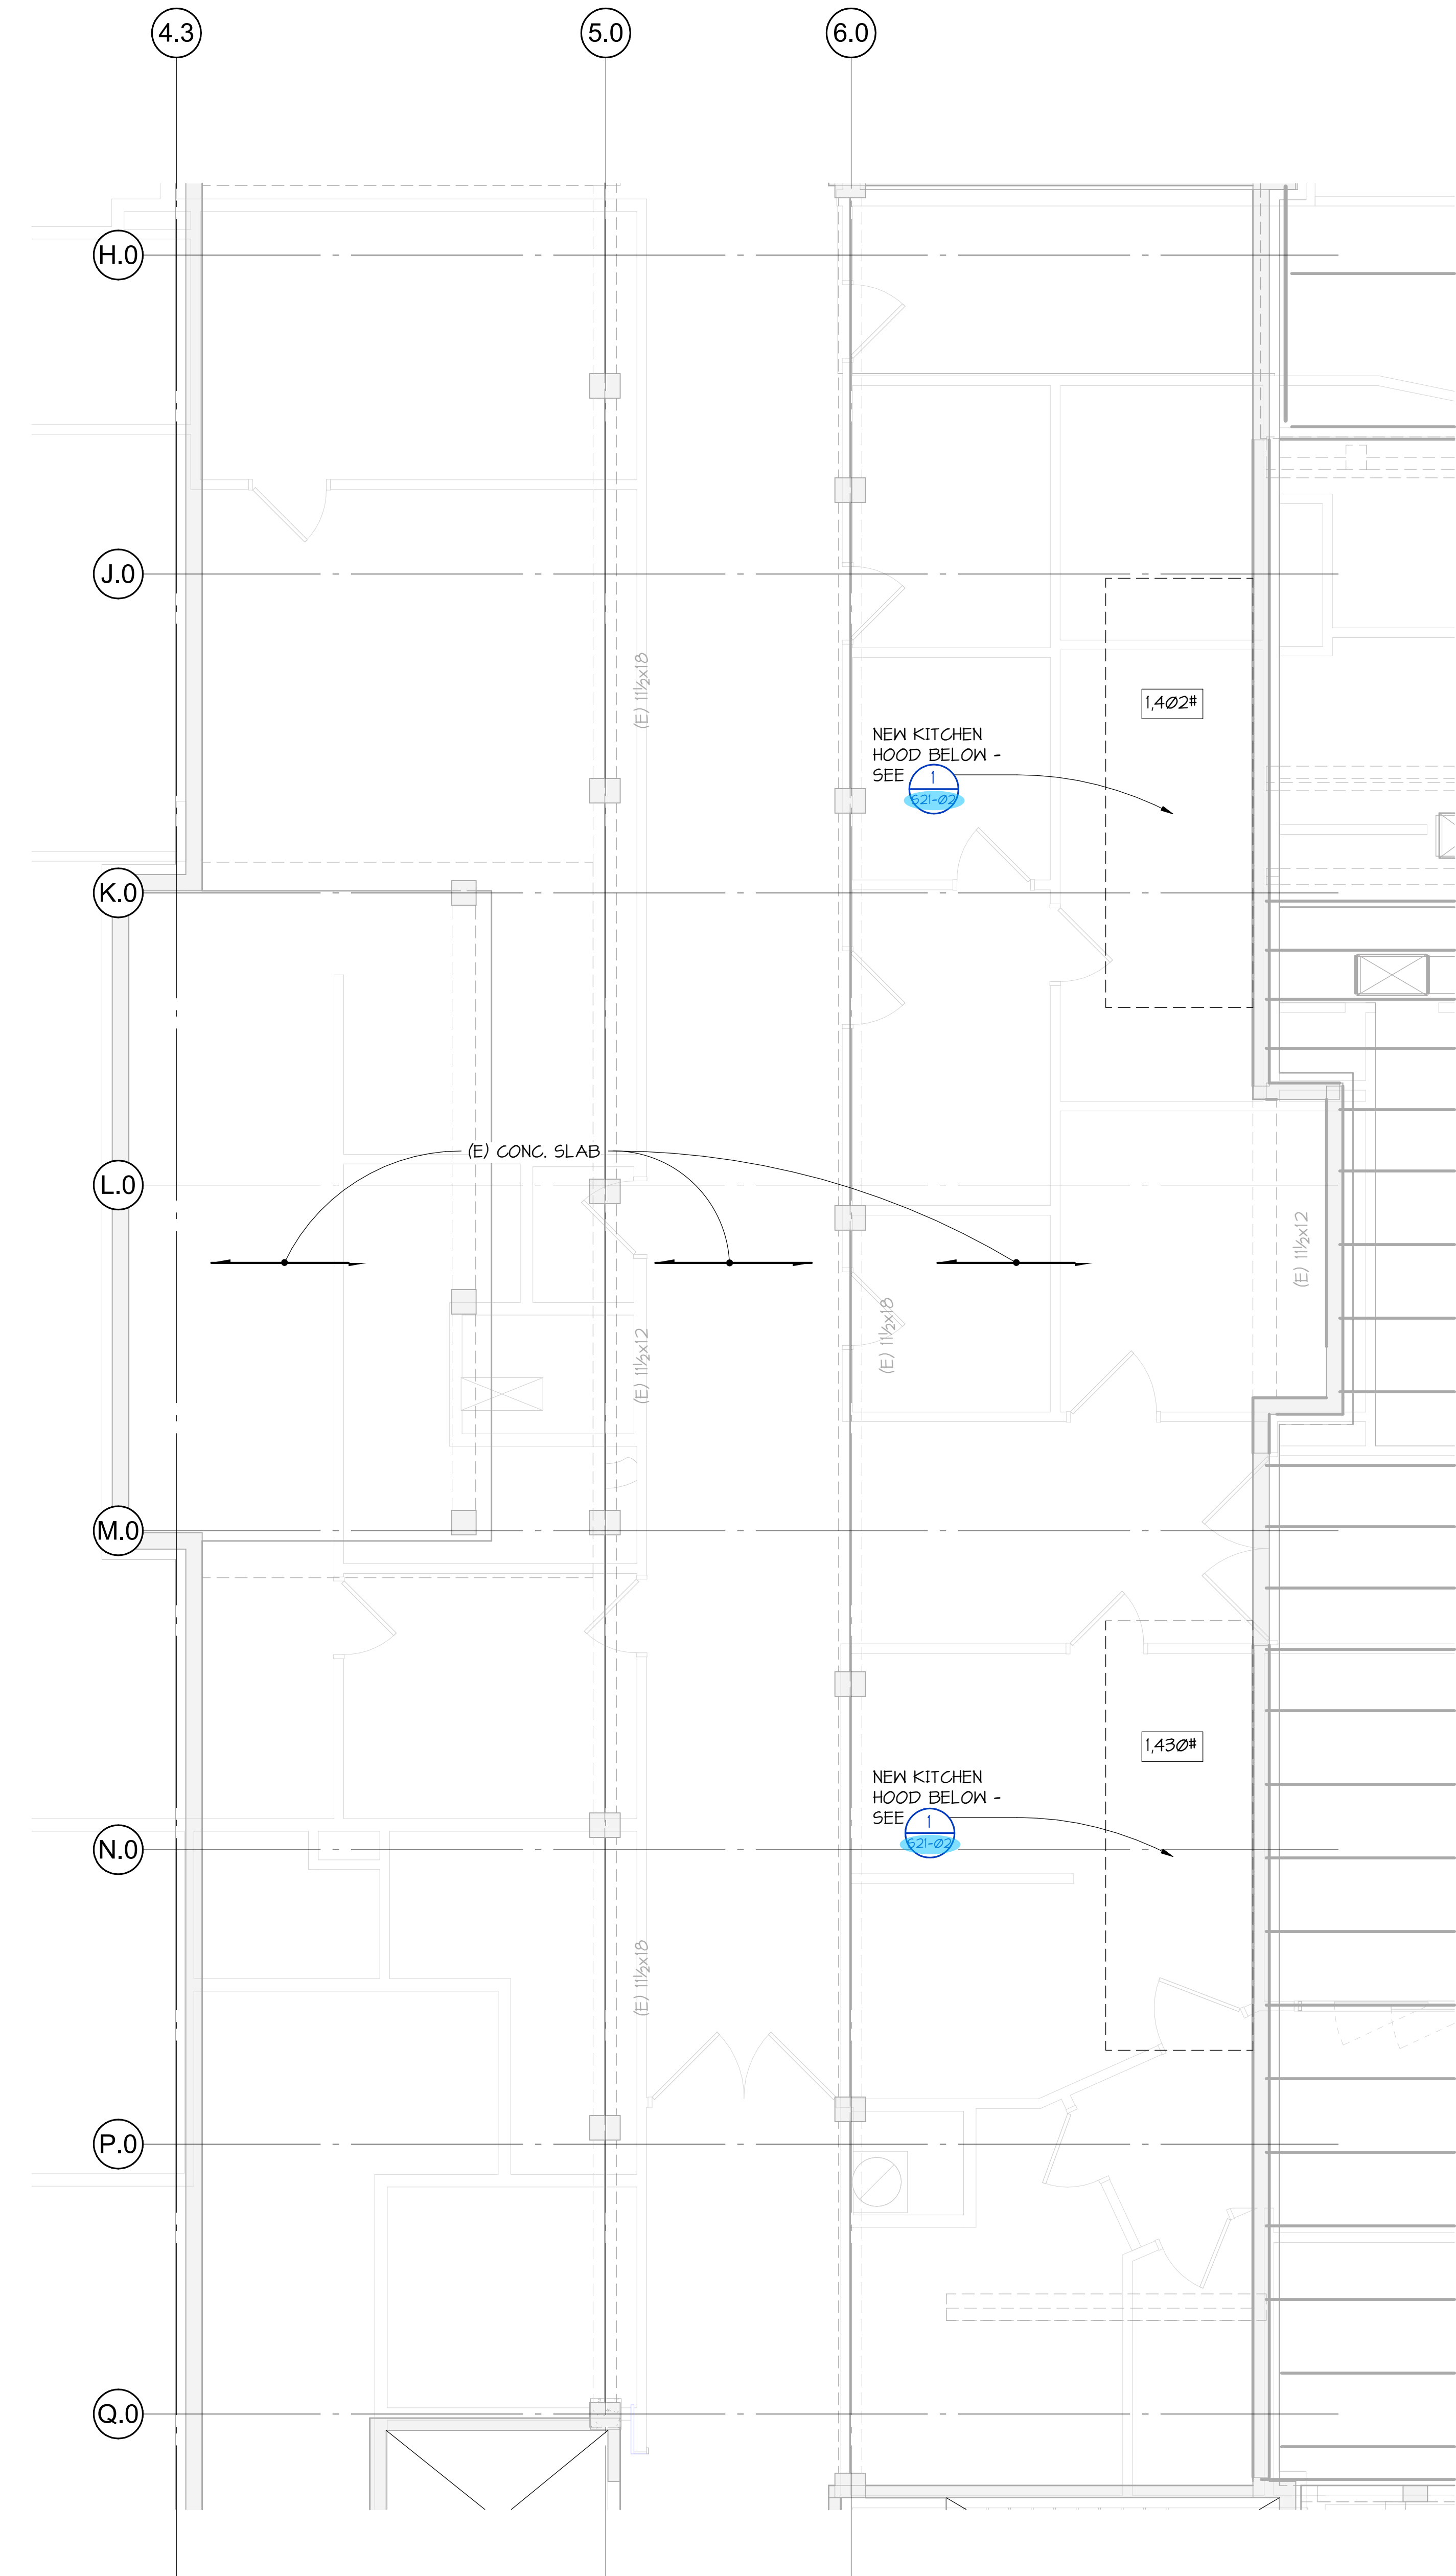 4.3
5.0
6.0
H.0
J.0
(E) 11½x18
1,402#
NEW KITCHEN
HOOD BELOW -
SEE
1
S21-02
K.0
(E) CONC. SLAB
L.0
(E) 11½x12
(E) 11½x18
(E) 11½x12
M.0
1,430#
NEW KITCHEN
HOOD BELOW -
SEE
1
S21-02
N.0
(E) 11½x18
P.0
Q.0